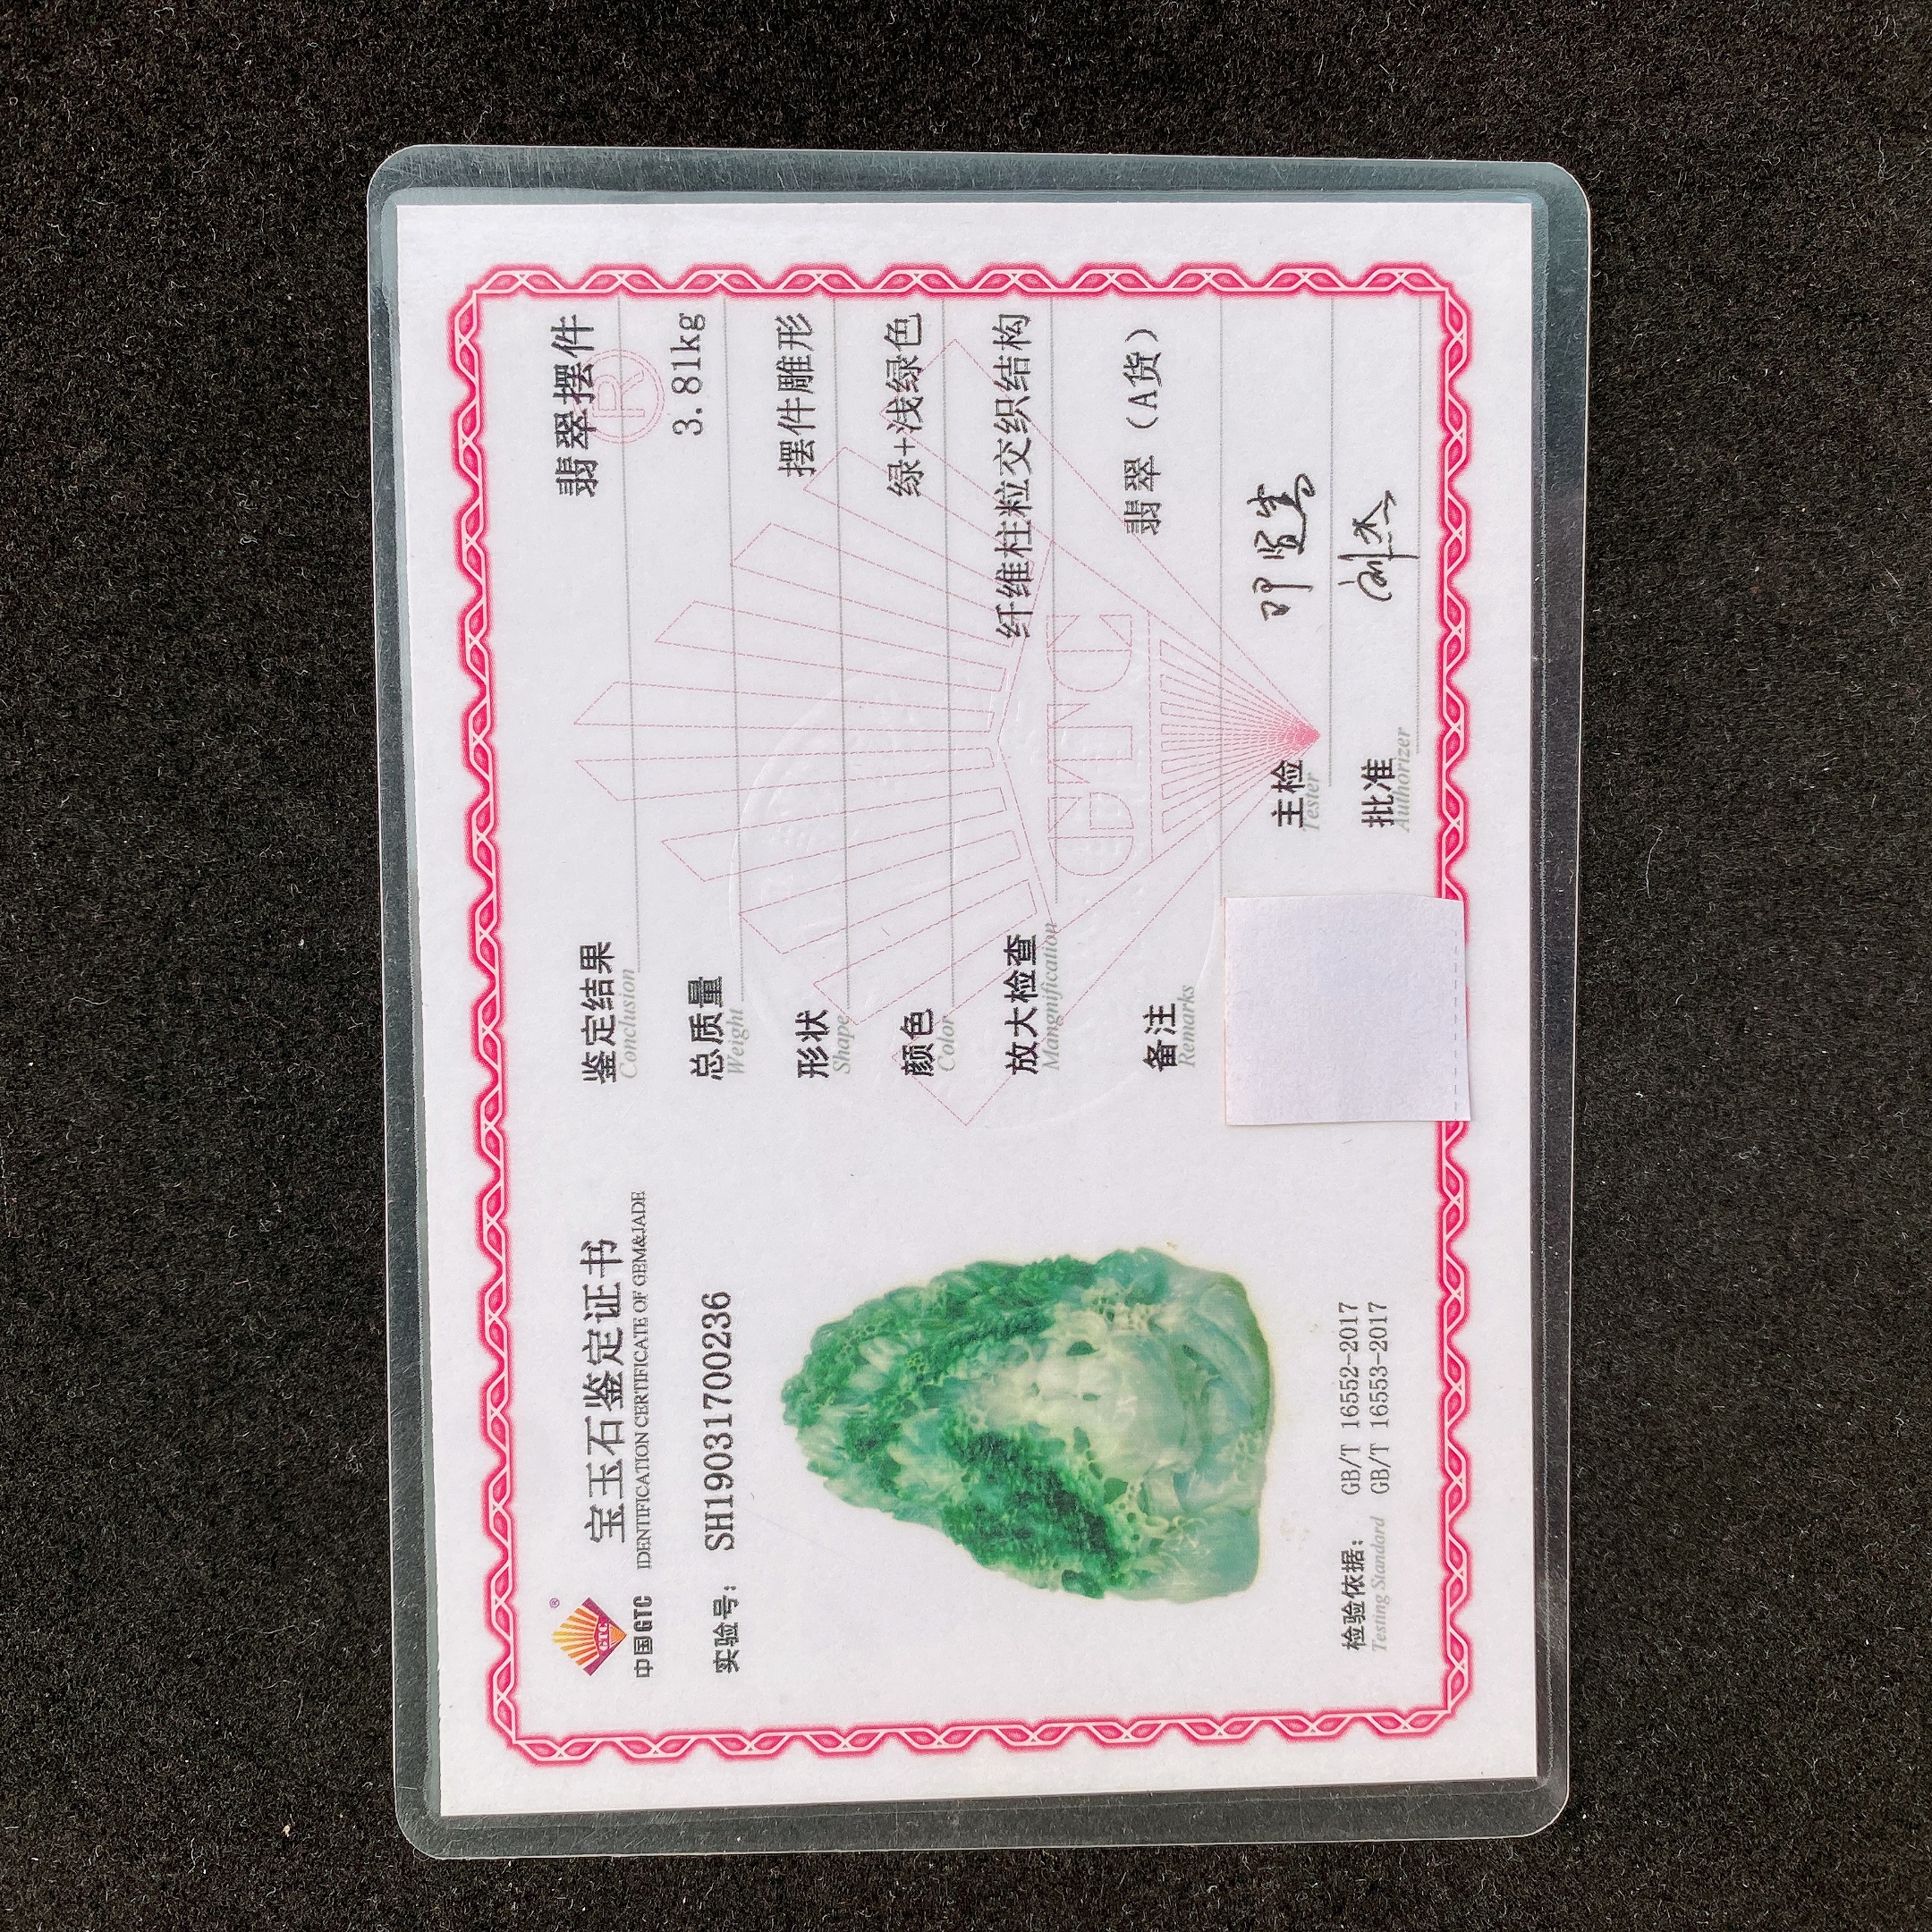 GTC
®
中国GTC
宝玉石鉴定证书
IDENTIFICATION CERTIFICATE OF GEM&JADE
实验号： SH19031700236
检验依据： GB/T 16552-2017
Testing Standard GB/T 16553-2017
鉴定结果 翡翠摆件
Conclusion
总质量 3.81kg
Weight
形状 摆件雕形
Shape
颜色 绿+浅绿色
Color
放大检查 纤维柱粒交织结构
Mangnification
备注 翡翠（A货）
Remarks
主检
Tester
批准
Authorizer
R
GTC